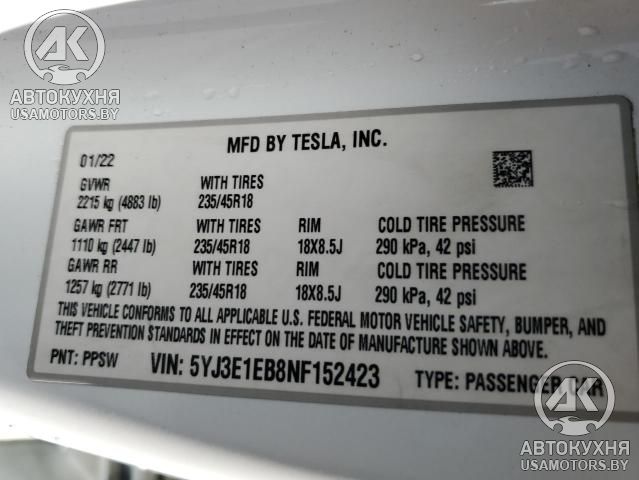 АК
АВТОКУХНЯ
USAMOTORS.BY
MFD BY TESLA, INC.
01/22
GVWR WITH TIRES
2215 kg (4883 lb) 235/45R18
GAWR FRT WITH TIRES RIM COLD TIRE PRESSURE
1110 kg (2447 lb) 235/45R18 18X8.5J 290 kPa, 42 psi
GAWR RR WITH TIRES RIM COLD TIRE PRESSURE
1257 kg (2771 lb) 235/45R18 18X8.5J 290 kPa, 42 psi
THIS VEHICLE CONFORMS TO ALL APPLICABLE U.S. FEDERAL MOTOR VEHICLE SAFETY, BUMPER, AND
THEFT PREVENTION STANDARDS IN EFFECT ON THE DATE OF MANUFACTURE SHOWN ABOVE.
PNT: PPSW VIN: 5YJ3E1EB8NF152423 TYPE: PASSENGER CAR
АК
АВТОКУХНЯ
USAMOTORS.BY